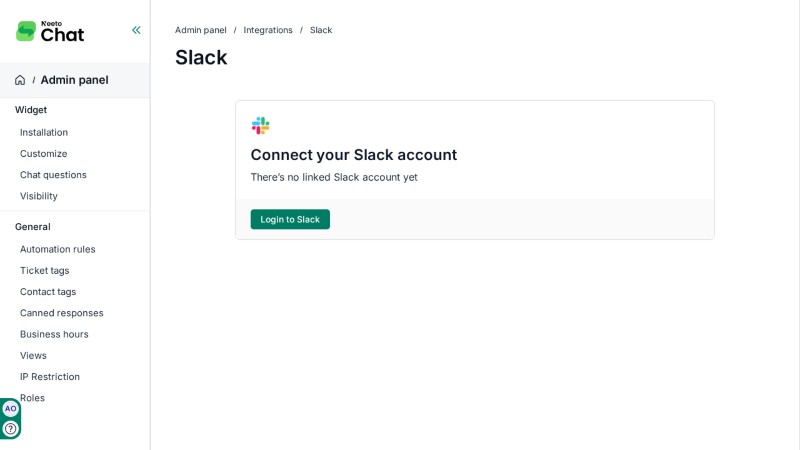 Neeto
Chat
/ Admin panel
Widget
Installation
Customize
Chat questions
Visibility
General
Automation rules
Ticket tags
Contact tags
Canned responses
Business hours
Views
IP Restriction
Roles
AO
?
Admin panel / Integrations / Slack
Slack
Connect your Slack account
There's no linked Slack account yet
Login to Slack